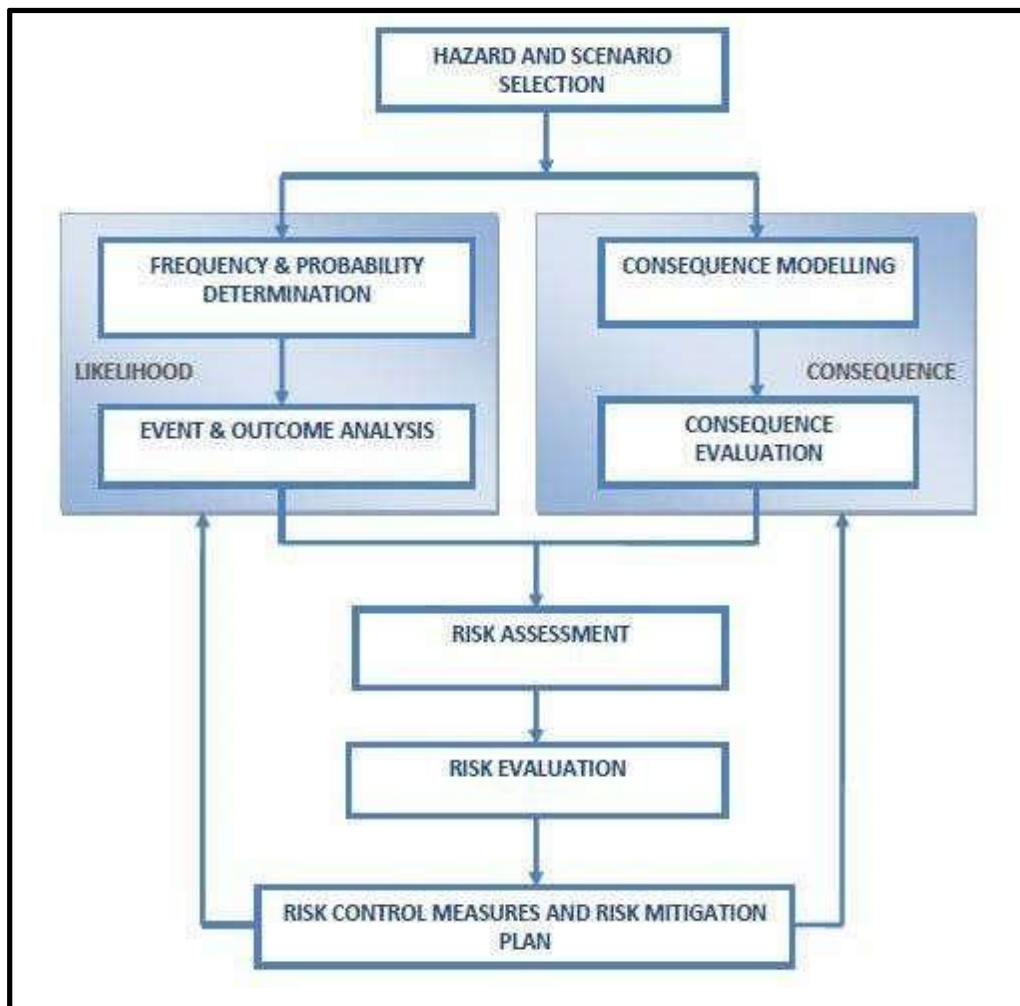 HAZARD AND SCENARIO
SELECTION
FREQUENCY & PROBABILITY
DETERMINATION
CONSEQUENCE MODELLING
LIKELIHOOD
CONSEQUENCE
EVENT & OUTCOME ANALYSIS
CONSEQUENCE
EVALUATION
RISK ASSESSMENT
RISK EVALUATION
RISK CONTROL MEASURES AND RISK MITIGATION
PLAN